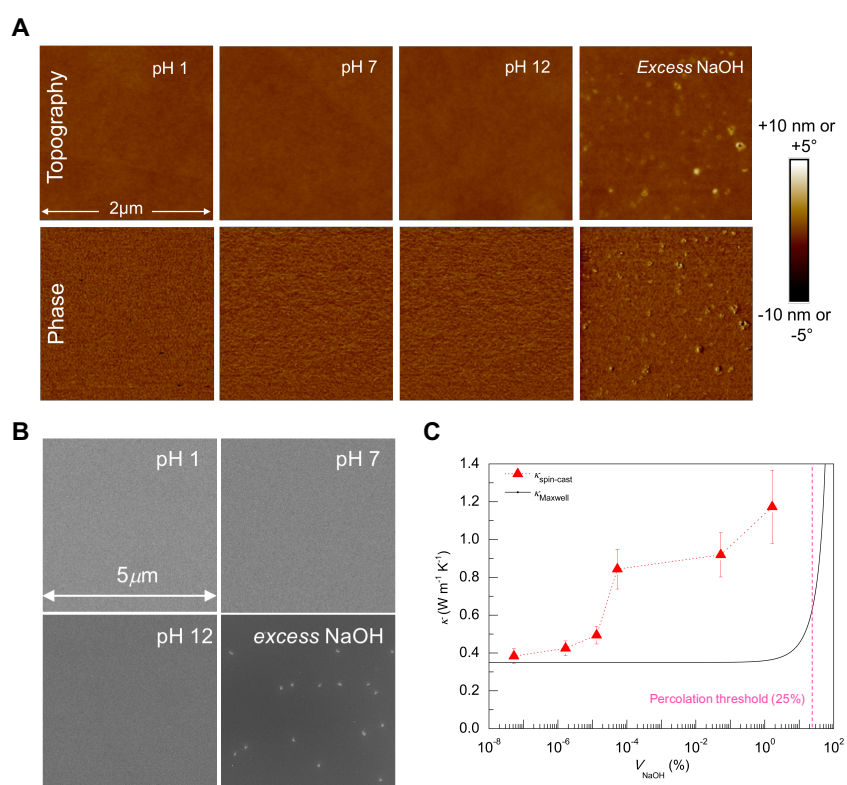 A
Topography
pH 1
pH 7
pH 12
Excess NaOH
2μm
+10 nm or
+5°
-10 nm or
-5°
Phase
B
pH 1
pH 7
5μm
pH 12
excess NaOH
C
κspin-cast
κMaxwell
κ (W m⁻¹ K⁻¹)
1.4
1.2
1.0
0.8
0.6
0.4
0.2
0.0
Percolation threshold (25%)
10⁻⁸ 10⁻⁶ 10⁻⁴ 10⁻² 10⁰ 10²
VNaOH (%)